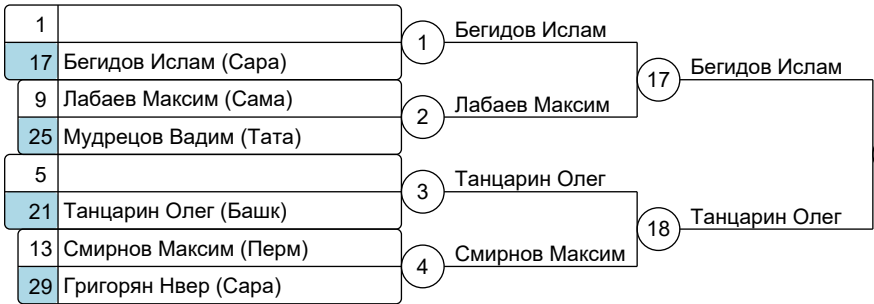 1
17 Бегидов Ислам (Сара)
9 Лабаев Максим (Сама)
25 Мудрецов Вадим (Тата)
5
21 Танцарин Олег (Башк)
13 Смирнов Максим (Перм)
29 Григорян Нвер (Сара)
1 Бегидов Ислам
2 Лабаев Максим
3 Танцарин Олег
4 Смирнов Максим
17 Бегидов Ислам
18 Танцарин Олег